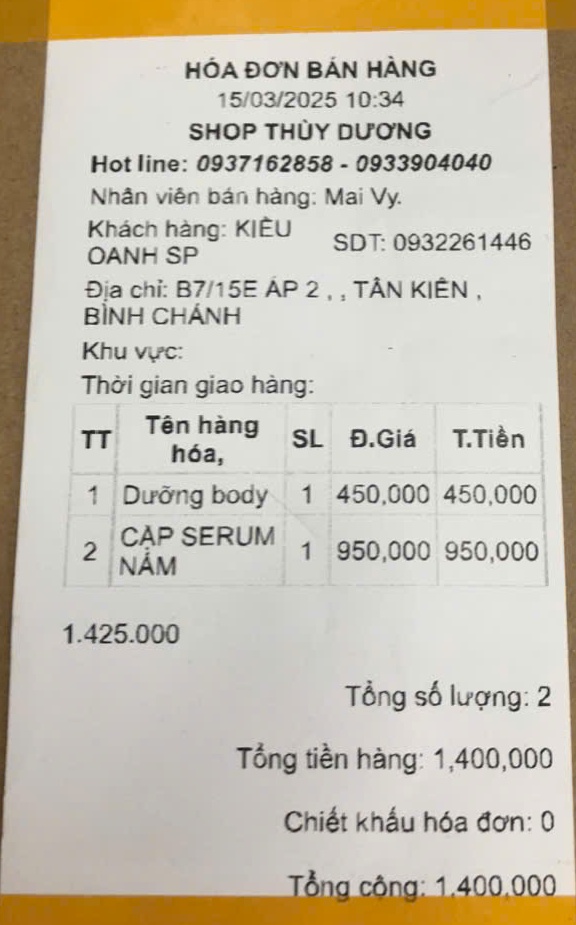 HÓA ĐƠN BÁN HÀNG
15/03/2025 10:34
SHOP THÙY DƯƠNG
Hot line: 0937162858 - 0933904040
Nhân viên bán hàng: Mai Vy.
Khách hàng: KIỀU OANH SP SDT: 0932261446
Địa chỉ: B7/15E ẤP 2 , , TÂN KIÊN ,
BÌNH CHÁNH
Khu vực:
Thời gian giao hàng:
TT Tên hàng hóa, SL Đ.Giá T.Tiền
1 Dưỡng body 1 450,000 450,000
2 CẶP SERUM NÁM 1 950,000 950,000
1.425.000
Tổng số lượng: 2
Tổng tiền hàng: 1,400,000
Chiết khấu hóa đơn: 0
Tổng cộng: 1,400,000